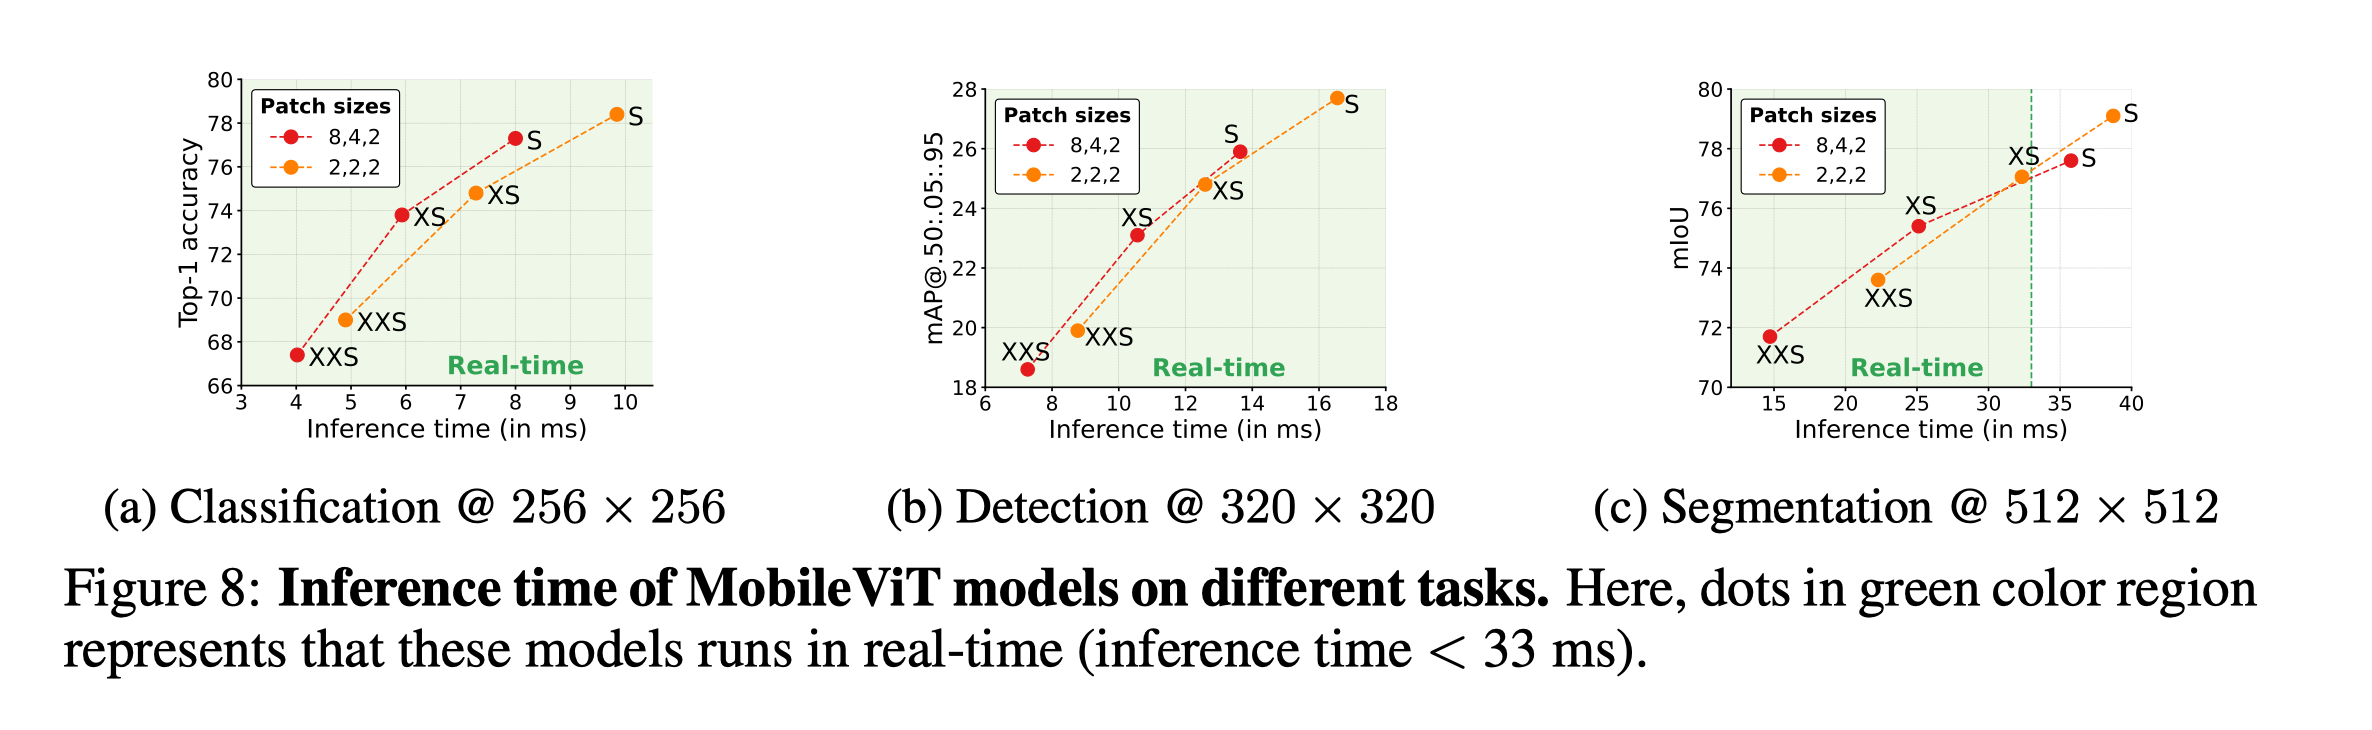 80
78
76
74
72
70
68
66
Top-1 accuracy
Patch sizes
8,4,2
2,2,2
S
S
XS
XS
XXS
XXS
Real-time
3 4 5 6 7 8 9 10
Inference time (in ms)
(a) Classification @ 256 × 256
28
26
24
22
20
18
mAP@.50:.05:.95
Patch sizes
8,4,2
2,2,2
S
S
XS
XS
XXS
XXS
Real-time
6 8 10 12 14 16 18
Inference time (in ms)
(b) Detection @ 320 × 320
80
78
76
74
72
70
mIoU
Patch sizes
8,4,2
2,2,2
S
XS
S
XS
XXS
XXS
Real-time
15 20 25 30 35 40
Inference time (in ms)
(c) Segmentation @ 512 × 512
Figure 8: Inference time of MobileViT models on different tasks. Here, dots in green color region
represents that these models runs in real-time (inference time < 33 ms).